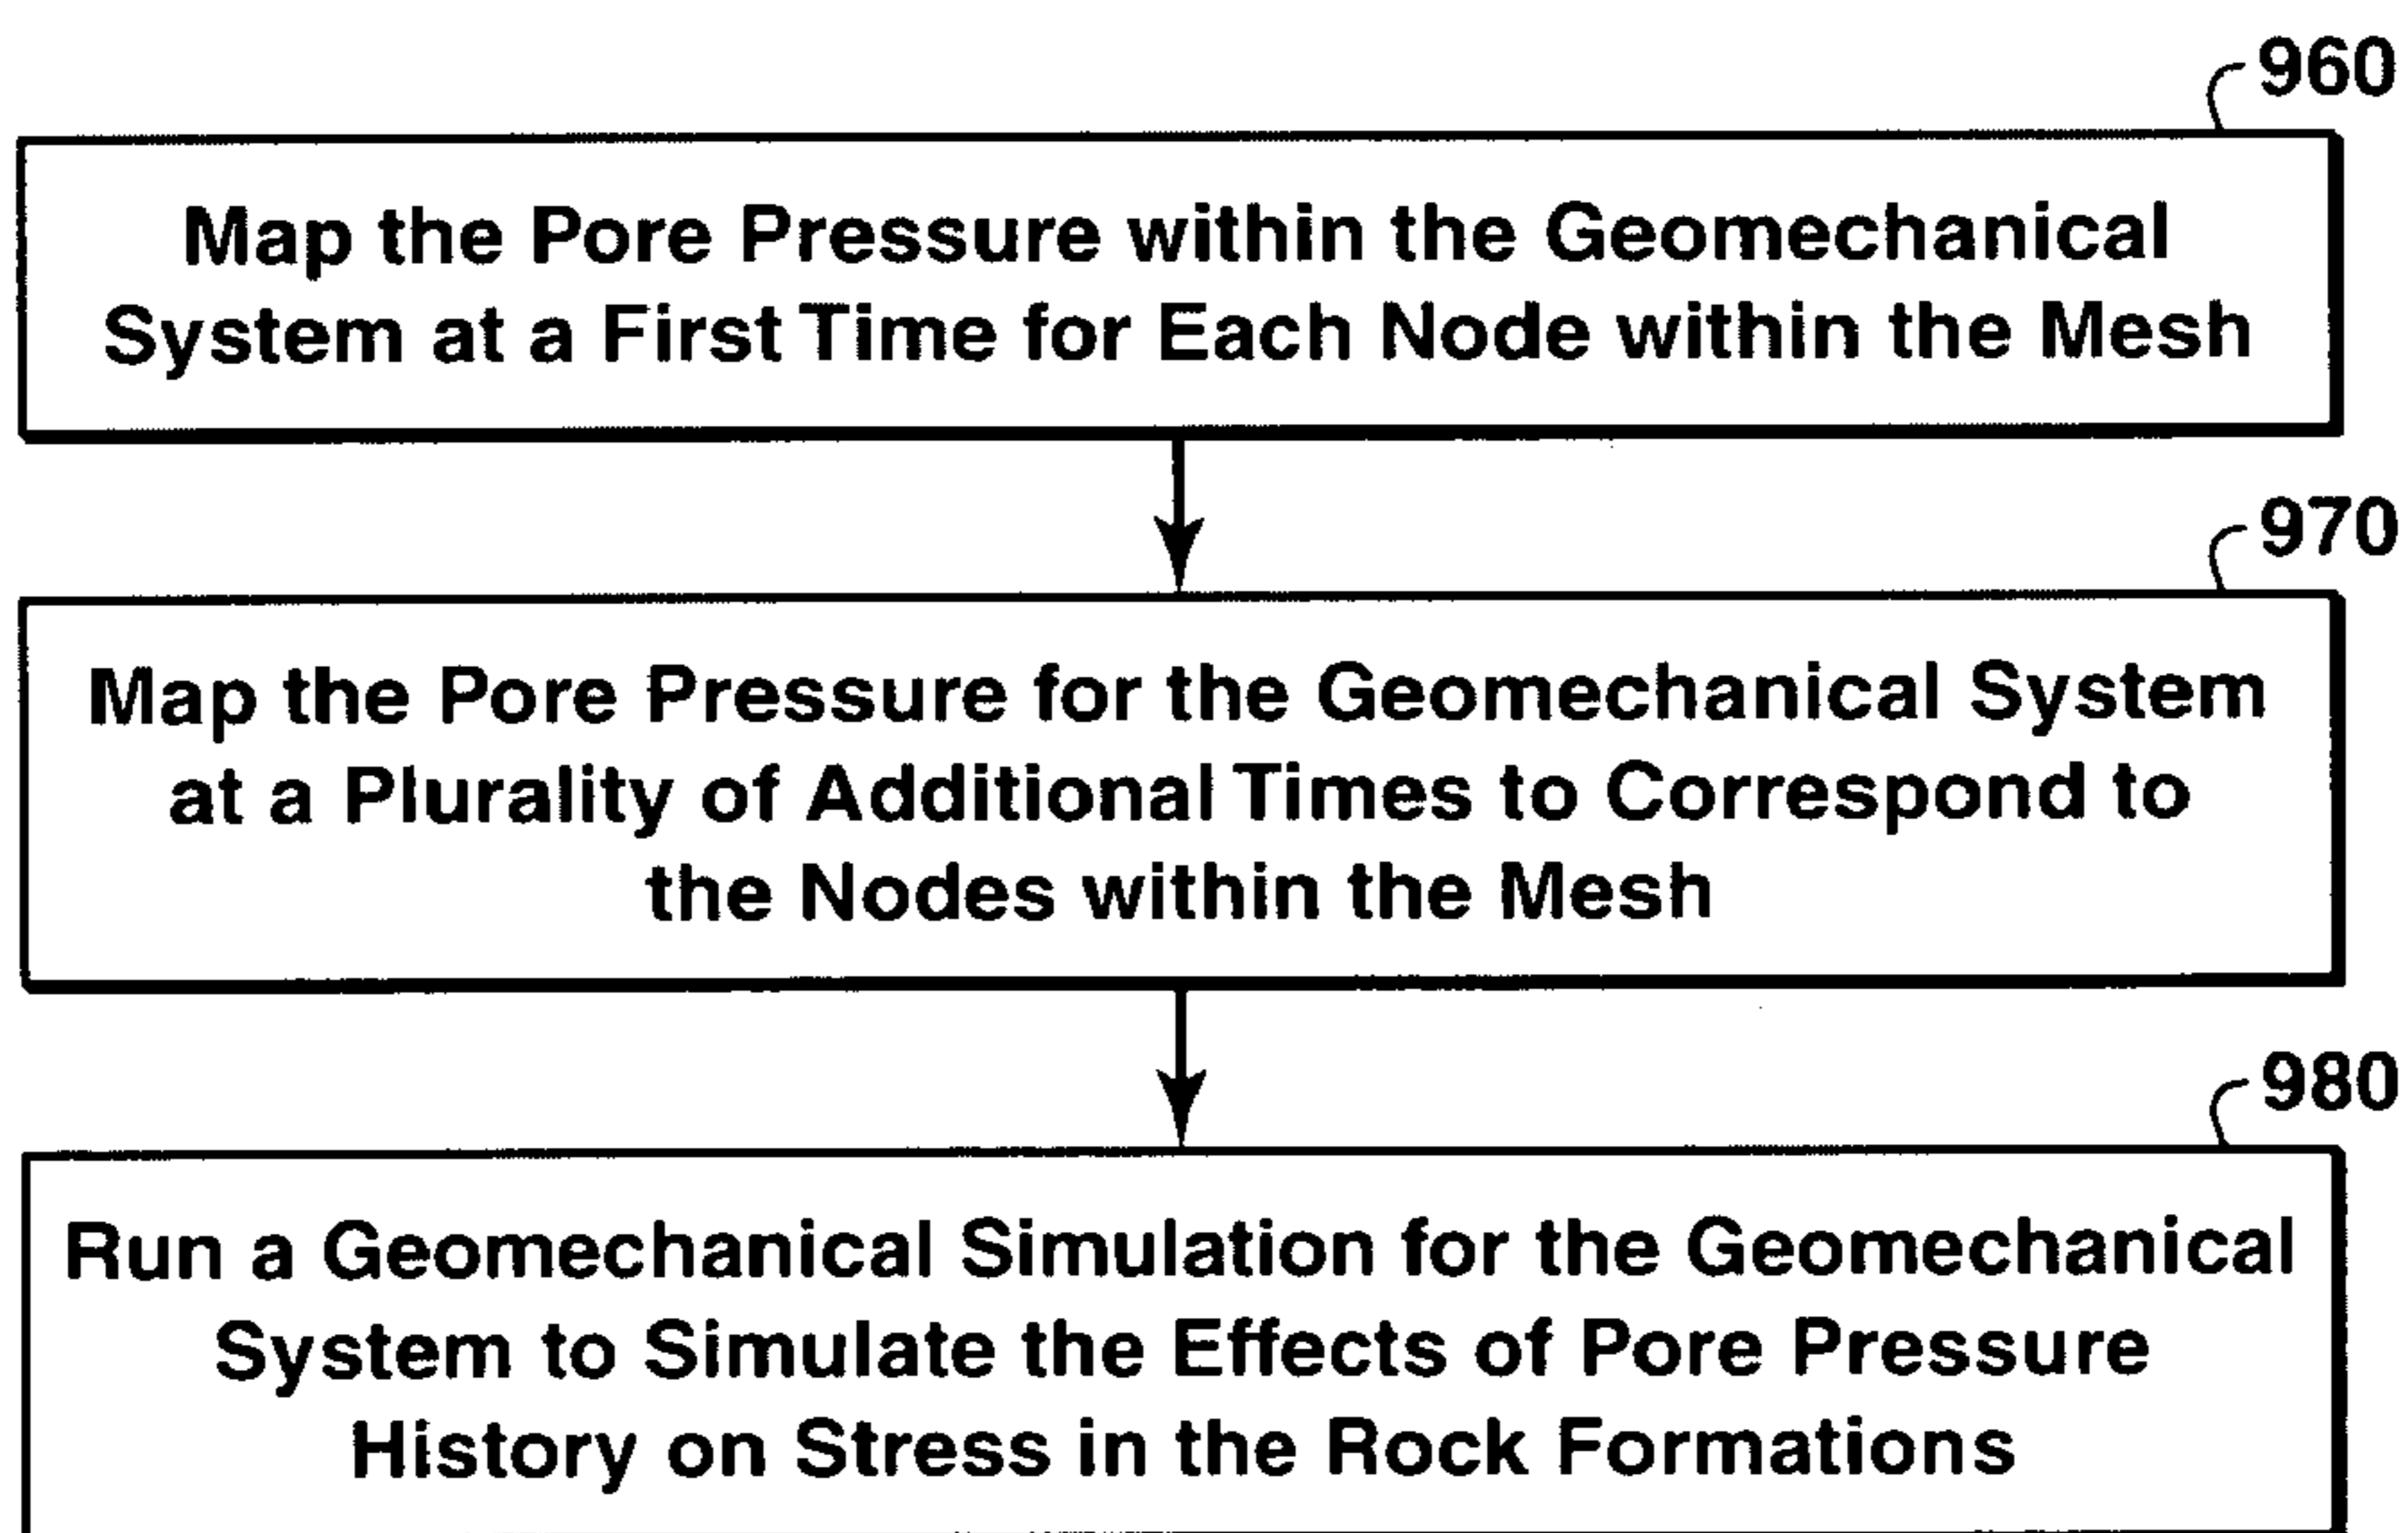 960
Map the Pore Pressure within the Geomechanical
System at a First Time for Each Node within the Mesh
970
Map the Pore Pressure for the Geomechanical System
at a Plurality of Additional Times to Correspond to
the Nodes within the Mesh
980
Run a Geomechanical Simulation for the Geomechanical
System to Simulate the Effects of Pore Pressure
History on Stress in the Rock Formations